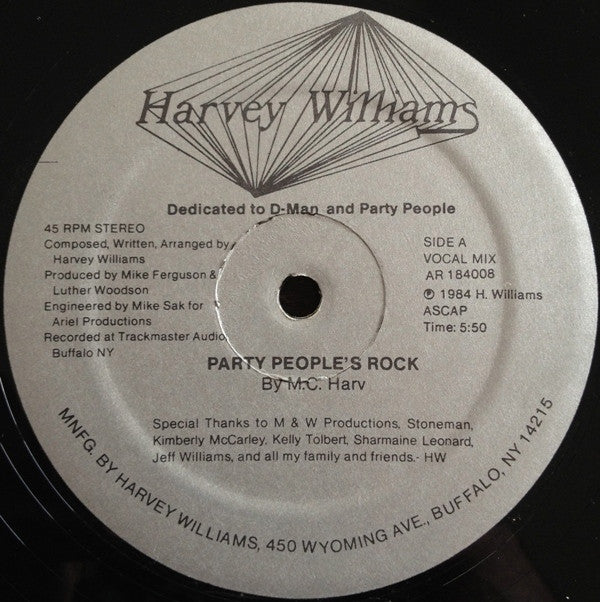 Harvey Williams
Dedicated to D-Man and Party People
45 RPM STEREO
Composed, Written, Arranged by
Harvey Williams
Produced by Mike Ferguson &
Luther Woodson
Engineered by Mike Sak for
Ariel Productions
Recorded at Trackmaster Audio
Buffalo NY
SIDE A
VOCAL MIX
AR 184008
℗ 1984 H. Williams
ASCAP
Time: 5:50
PARTY PEOPLE'S ROCK
By M.C. Harv
Special Thanks to M & W Productions, Stoneman,
Kimberly McCarley, Kelly Tolbert, Sharmaine Leonard,
Jeff Williams, and all my family and friends.- HW
MNFG. BY HARVEY WILLIAMS, 450 WYOMING AVE., BUFFALO, NY 14215